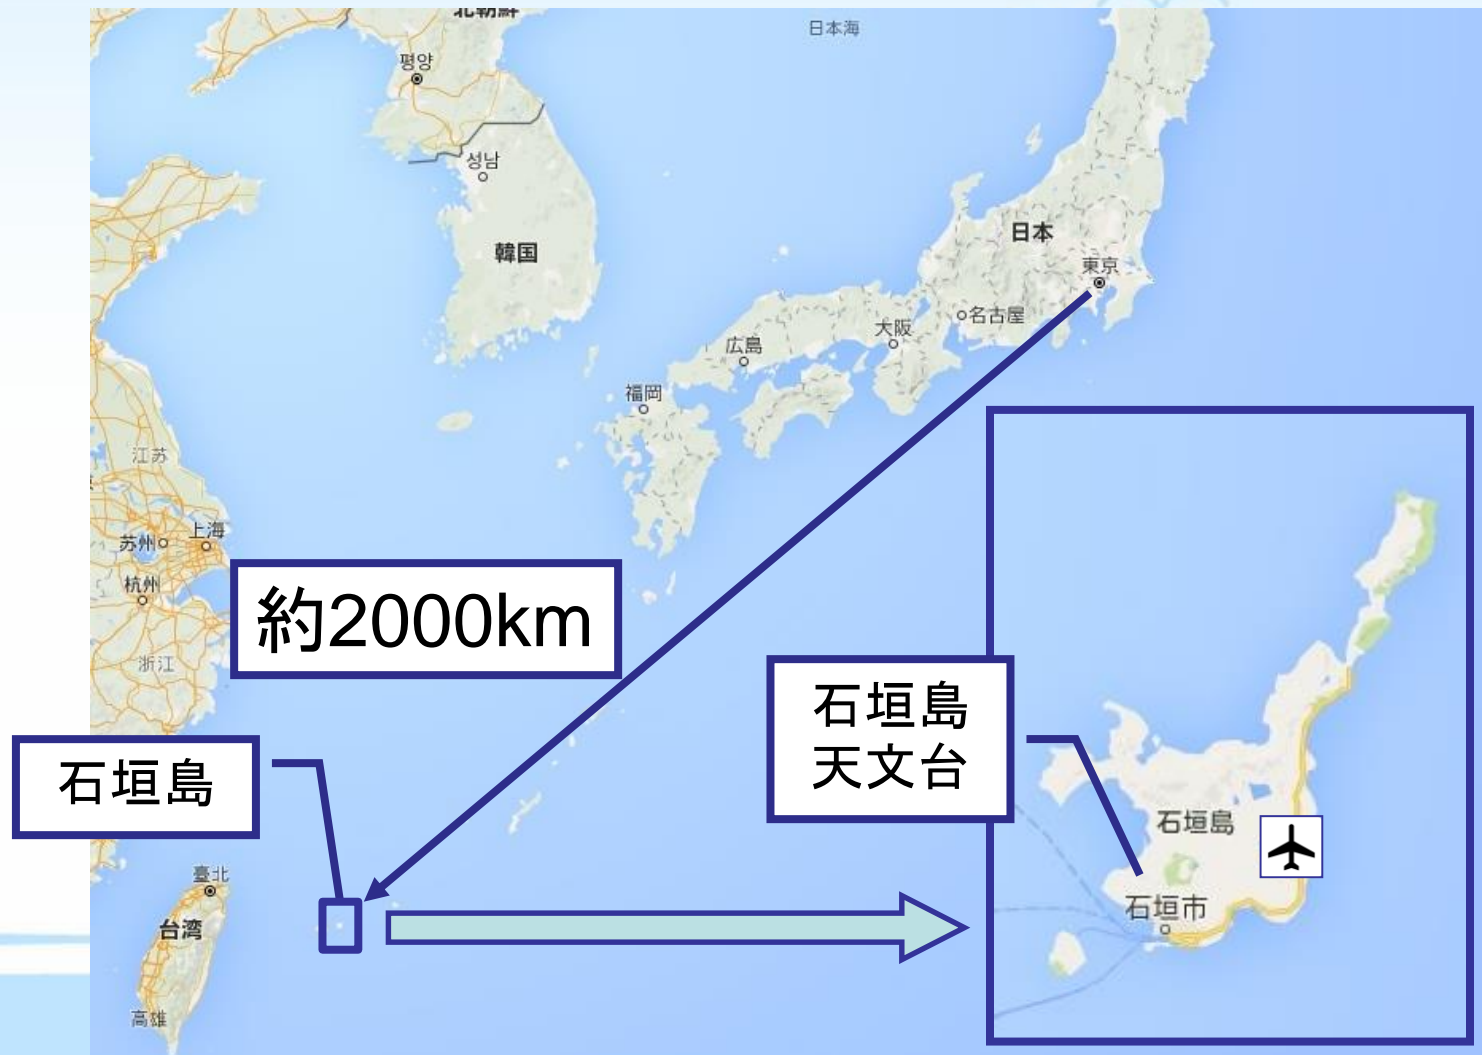 北朝鮮
日本海
평양
성남
韓国
日本
東京
名古屋
大阪
広島
福岡
江苏
上海
苏州
杭州
浙江
約2000km
石垣島
石垣島
天文台
石垣島
石垣市
臺北
台湾
高雄